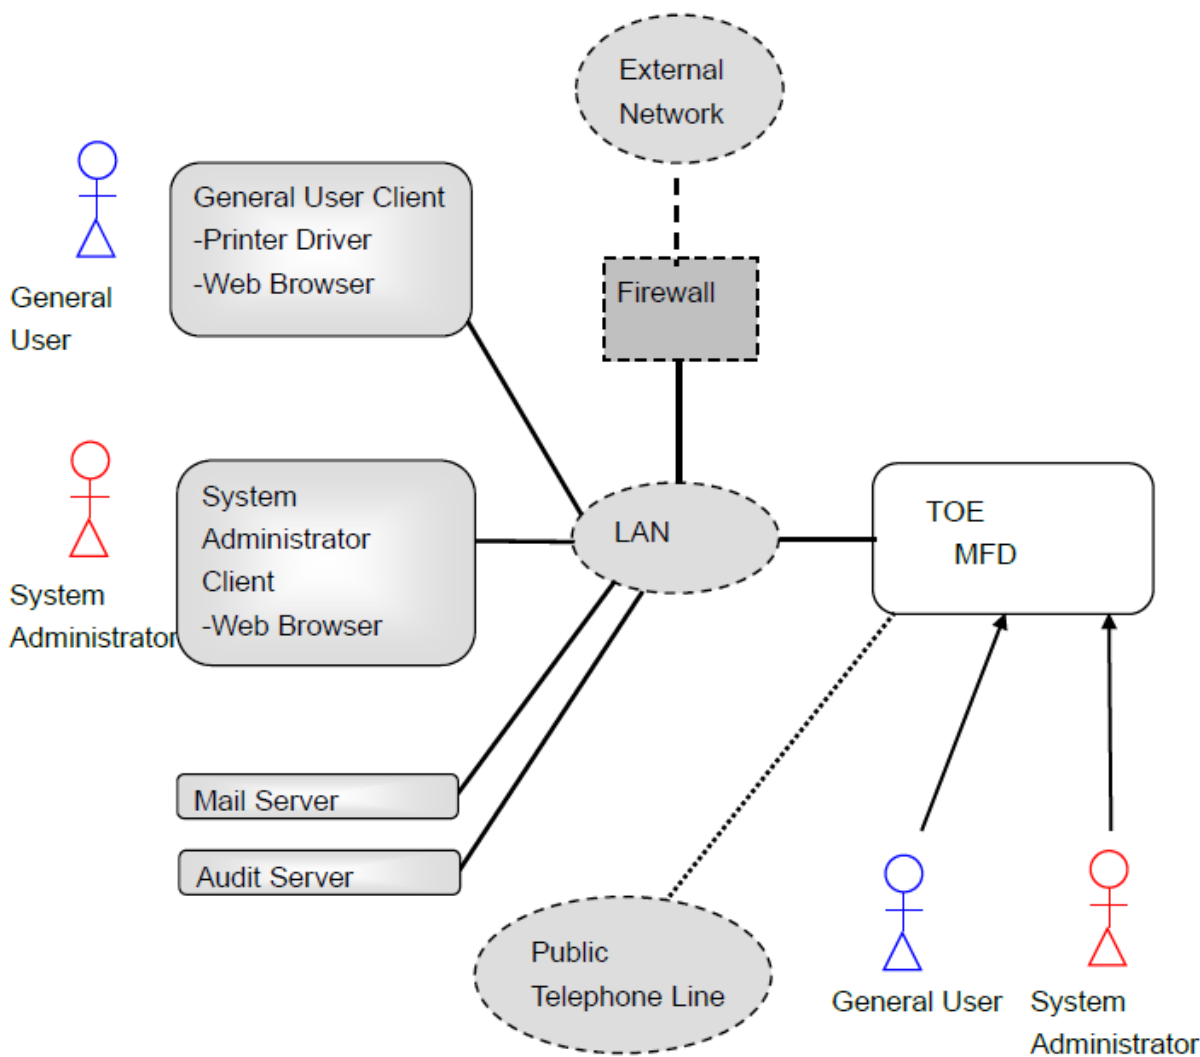 External
Network
General User Client
-Printer Driver
-Web Browser
General
User
Firewall
System
Administrator
Client
-Web Browser
System
Administrator
LAN
TOE
MFD
Mail Server
Audit Server
Public
Telephone Line
General User
System
Administrator